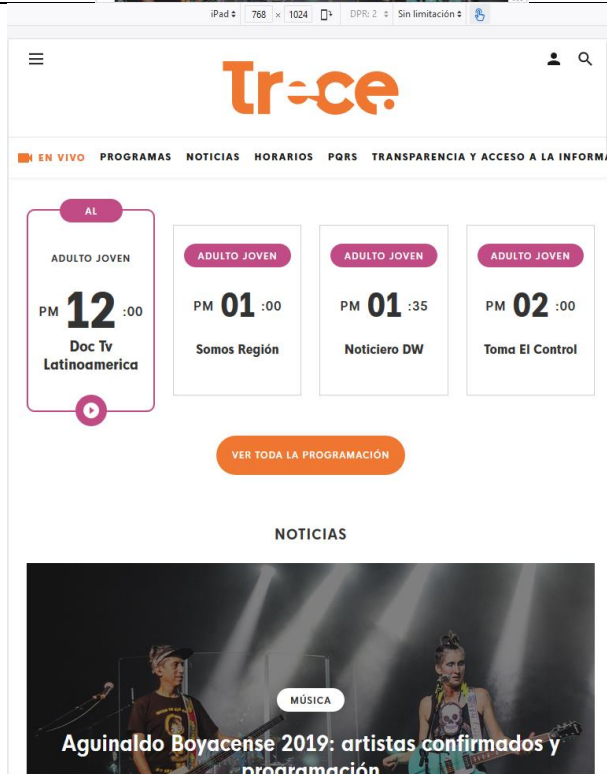 iPad 768 × 1024 DPR: 2 Sin limitación
Trece
EN VIVO PROGRAMAS NOTICIAS HORARIOS PQRS TRANSPARENCIA Y ACCESO A LA INFORMA
AL
ADULTO JOVEN
PM 12 :00
Doc Tv
Latinoamerica
ADULTO JOVEN
PM 01 :00
Somos Región
ADULTO JOVEN
PM 01 :35
Noticiero DW
ADULTO JOVEN
PM 02 :00
Toma El Control
VER TODA LA PROGRAMACIÓN
NOTICIAS
MÚSICA
Aguinaldo Boyacense 2019: artistas confirmados y
programación